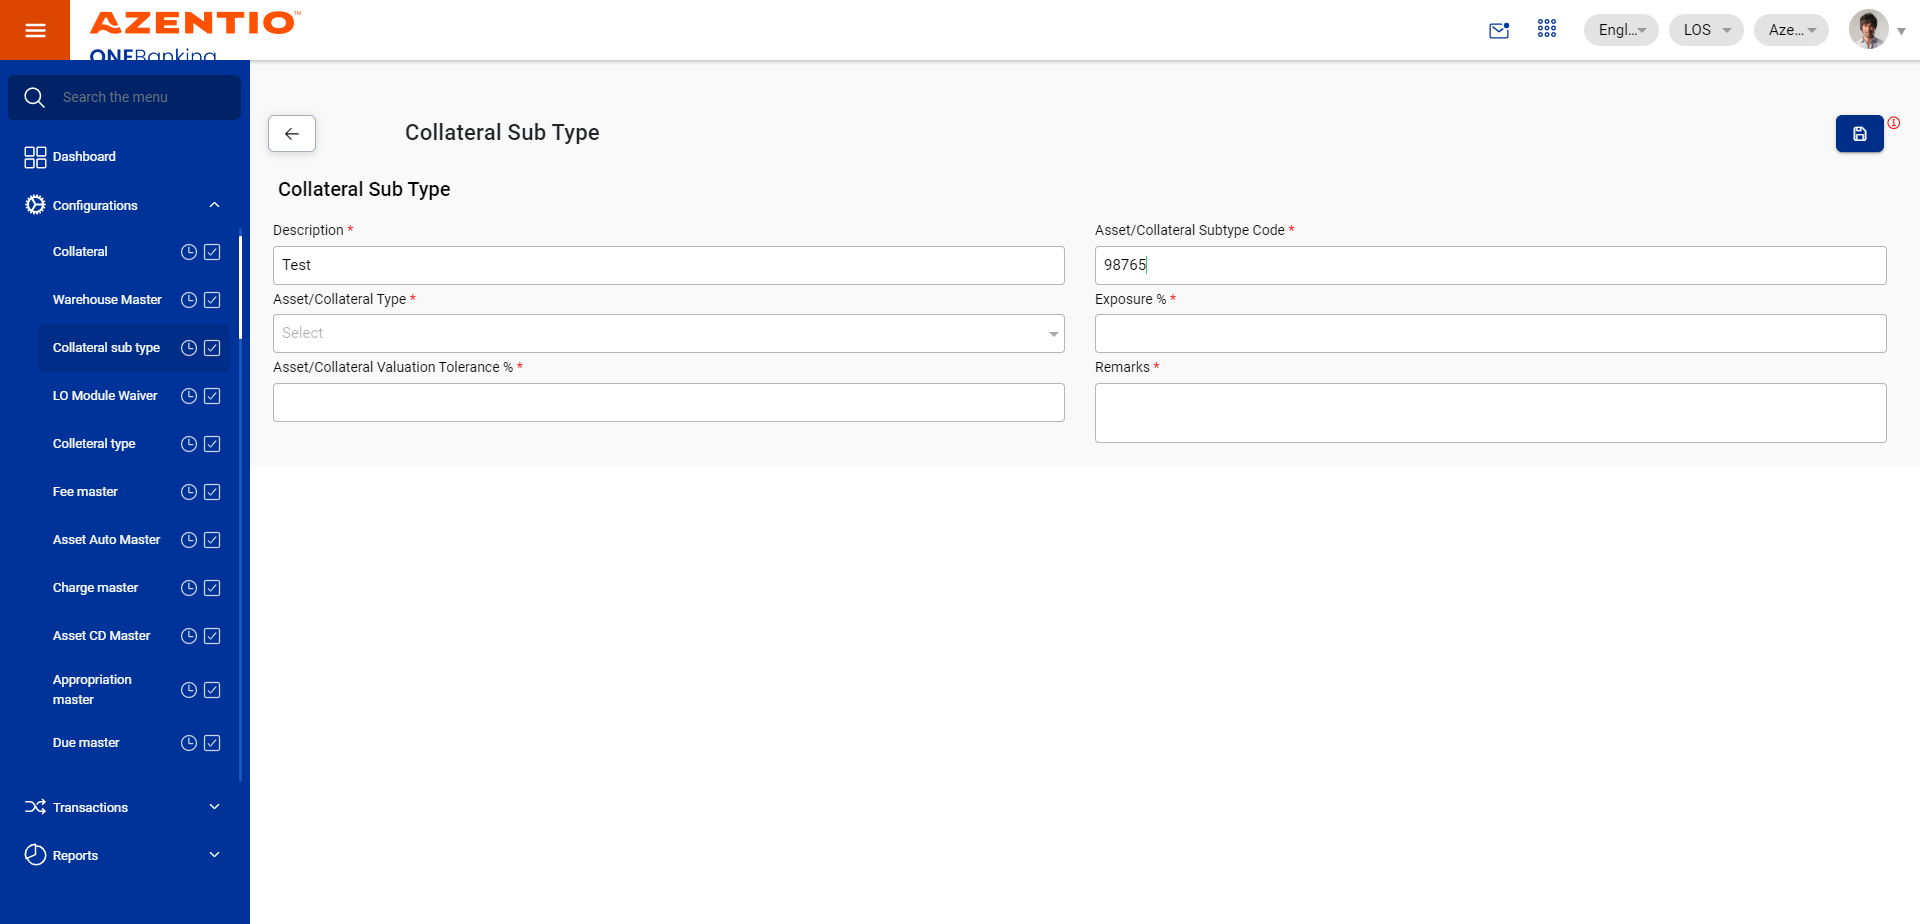 AZENTIO™
ONEBanking
Engl...
LOS
Aze...
Search the menu
Dashboard
Configurations
Collateral
Warehouse Master
Collateral sub type
LO Module Waiver
Colleteral type
Fee master
Asset Auto Master
Charge master
Asset CD Master
Appropriation
master
Due master
Transactions
Reports
Collateral Sub Type
Collateral Sub Type
Description *
Test
Asset/Collateral Subtype Code *
98765
Asset/Collateral Type *
Select
Exposure % *
Asset/Collateral Valuation Tolerance % *
Remarks *